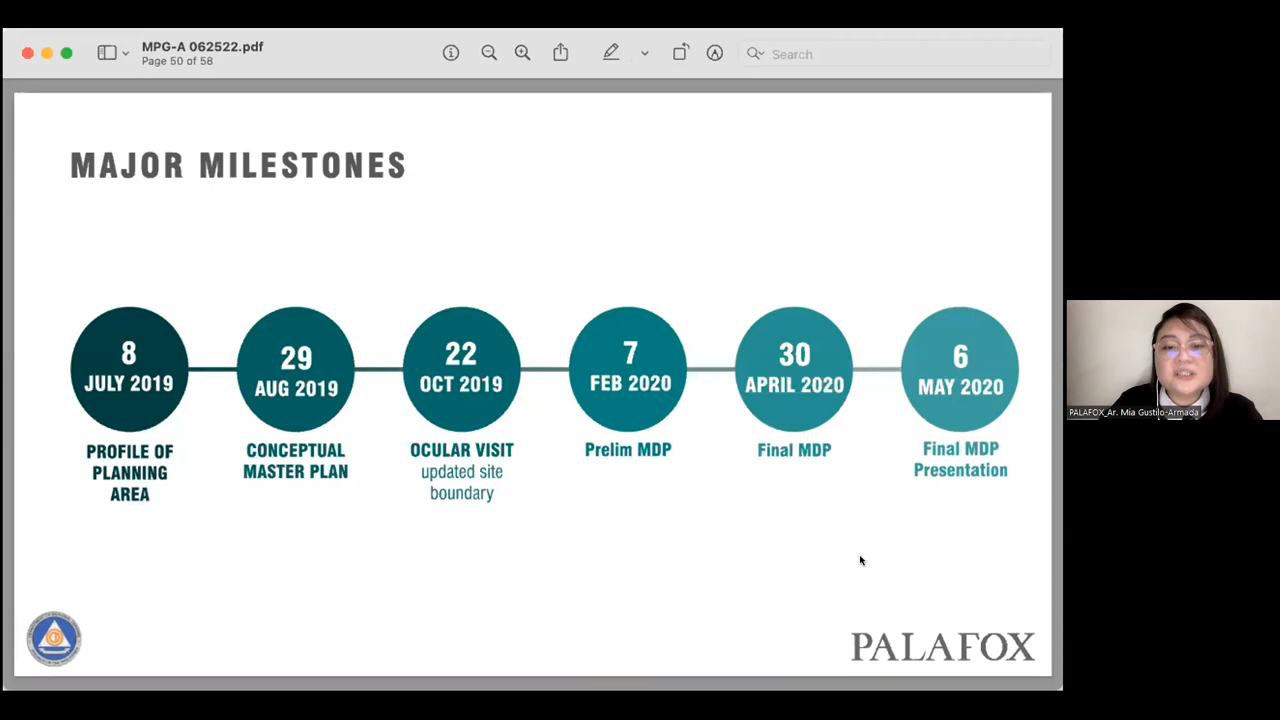 MPG-A 062522.pdf
Page 50 of 58
Search
MAJOR MILESTONES
8
JULY 2019
29
AUG 2019
22
OCT 2019
7
FEB 2020
30
APRIL 2020
6
MAY 2020
PROFILE OF
PLANNING
AREA
CONCEPTUAL
MASTER PLAN
OCULAR VISIT
updated site
boundary
Prelim MDP
Final MDP
Final MDP
Presentation
PALAFOX
PALAFOX_Ar. Mia Gustilo-Armada